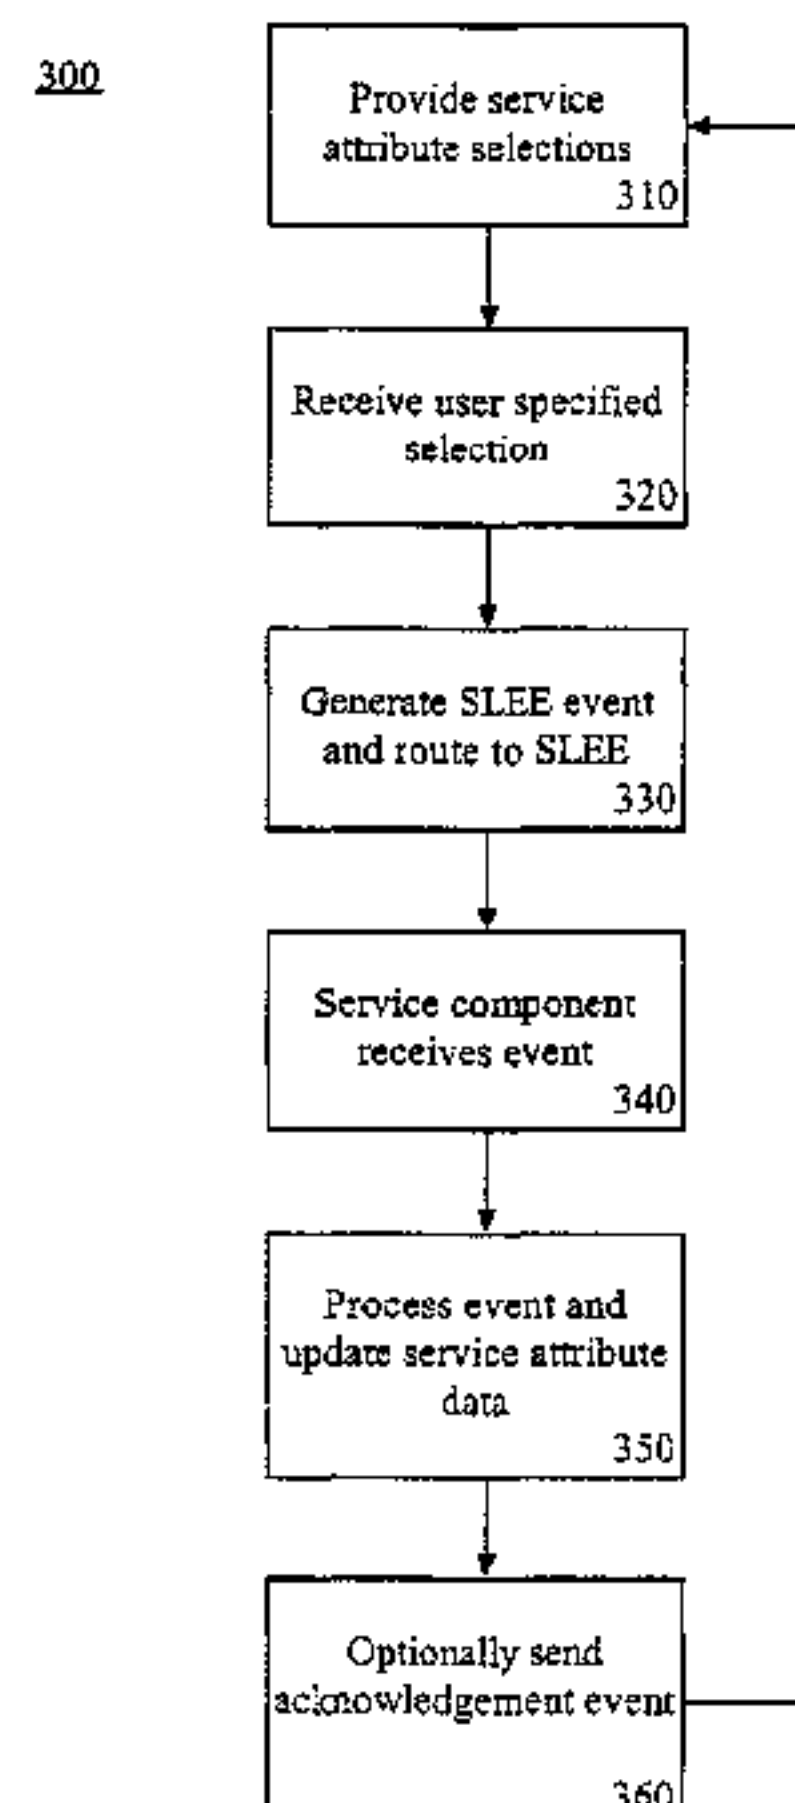 300
Provide service
attribute selections
310
Receive user specified
selection
320
Generate SLEE event
and route to SLEE
330
Service component
receives event
340
Process event and
update service attribute
data
350
Optionally send
acknowledgement event
360